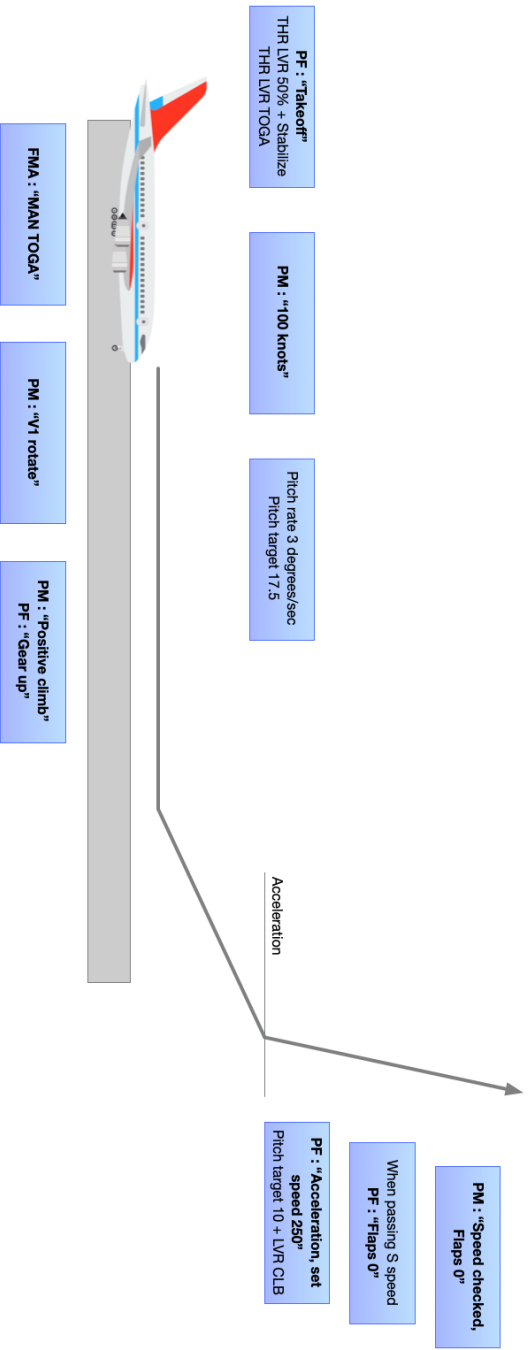 PF : “Takeoff”
THR LVR 50% + Stabilize
THR LVR TOGA
PM : “100 knots”
Pitch rate 3 degrees/sec
Pitch target 17.5
FMA : “MAN TOGA”
PM : “V1 rotate”
PM : “Positive climb”
PF : “Gear up”
Acceleration
PF : “Acceleration, set
speed 250”
Pitch target 10 + LVR CLB
When passing S speed
PF : “Flaps 0”
PM : “Speed checked,
Flaps 0”